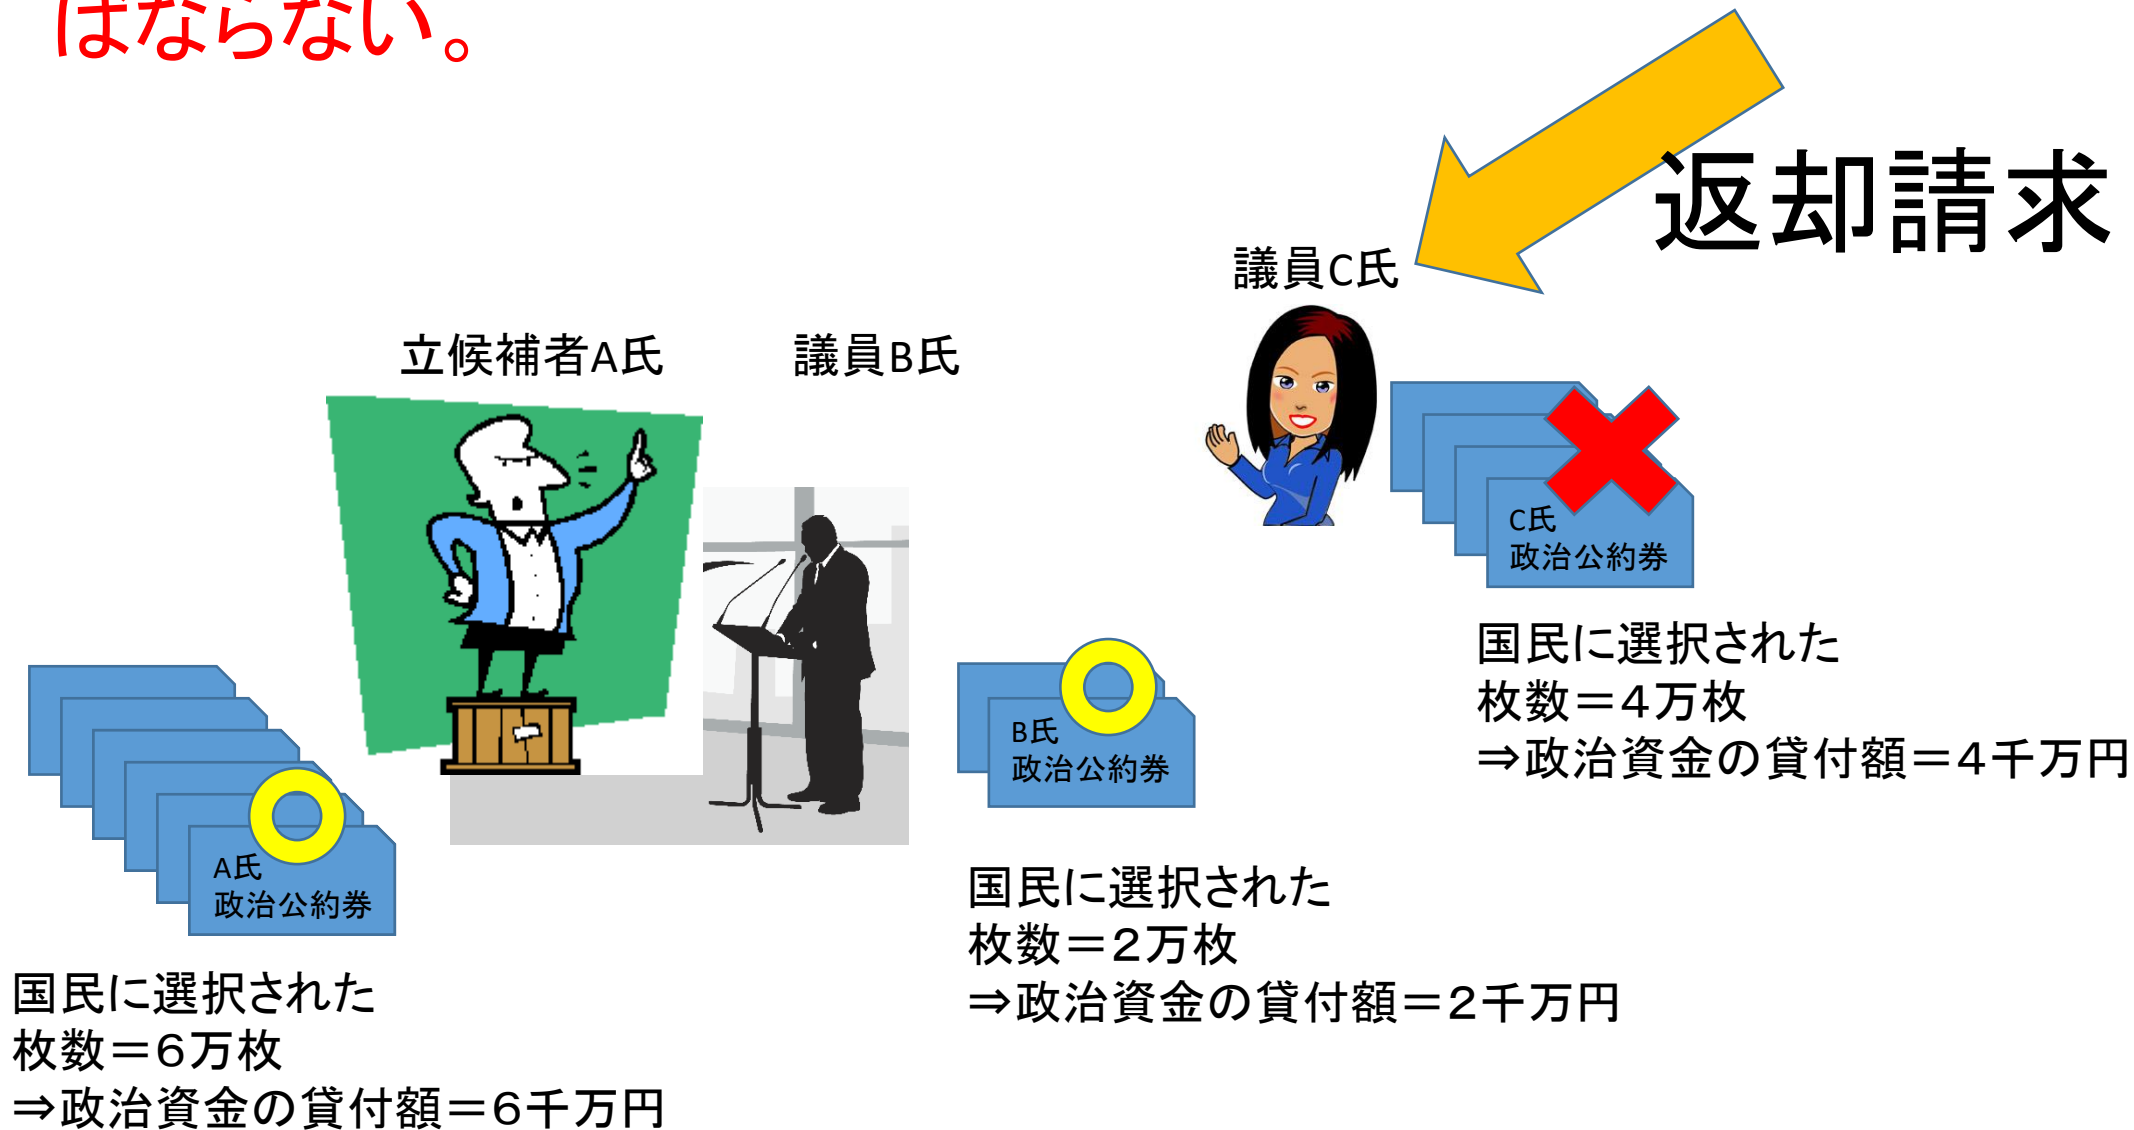 ばならない。
返却請求
議員C氏
立候補者A氏
議員B氏
C氏
政治公約券
国民に選択された
枚数＝4万枚
⇒政治資金の貸付額＝4千万円
B氏
政治公約券
国民に選択された
枚数＝2万枚
⇒政治資金の貸付額＝2千万円
A氏
政治公約券
国民に選択された
枚数＝6万枚
⇒政治資金の貸付額＝6千万円